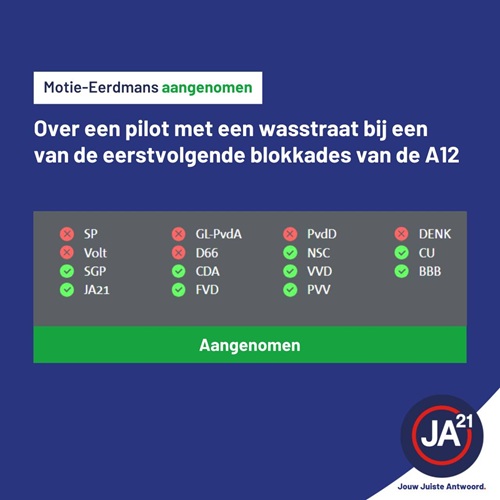 Motie-Eerdmans aangenomen
Over een pilot met een wasstraat bij een
van de eerstvolgende blokkades van de A12
SP GL-PvdA PvdD DENK
Volt D66 NSC CU
SGP CDA VVD BBB
JA21 FVD PVV
Aangenomen
JA21
Jouw Juiste Antwoord.